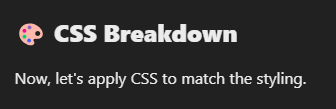 🎨 CSS Breakdown
Now, let's apply CSS to match the styling.